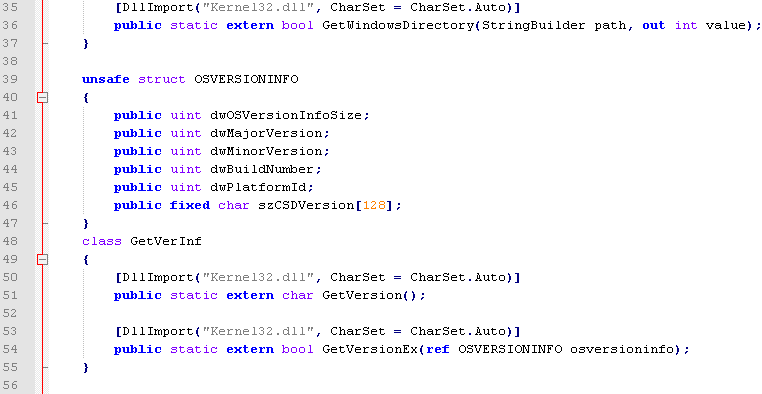 35 [DllImport("Kernel32.dll", CharSet = CharSet.Auto)]
36 public static extern bool GetWindowsDirectory(StringBuilder path, out int value);
37 }
38
39 unsafe struct OSVERSIONINFO
40 {
41 public uint dwOSVersionInfoSize;
42 public uint dwMajorVersion;
43 public uint dwMinorVersion;
44 public uint dwBuildNumber;
45 public uint dwPlatformId;
46 public fixed char szCSDVersion[128];
47 }
48 class GetVerInf
49 {
50 [DllImport("Kernel32.dll", CharSet = CharSet.Auto)]
51 public static extern char GetVersion();
52
53 [DllImport("Kernel32.dll", CharSet = CharSet.Auto)]
54 public static extern bool GetVersionEx(ref OSVERSIONINFO osversioninfo);
55 }
56